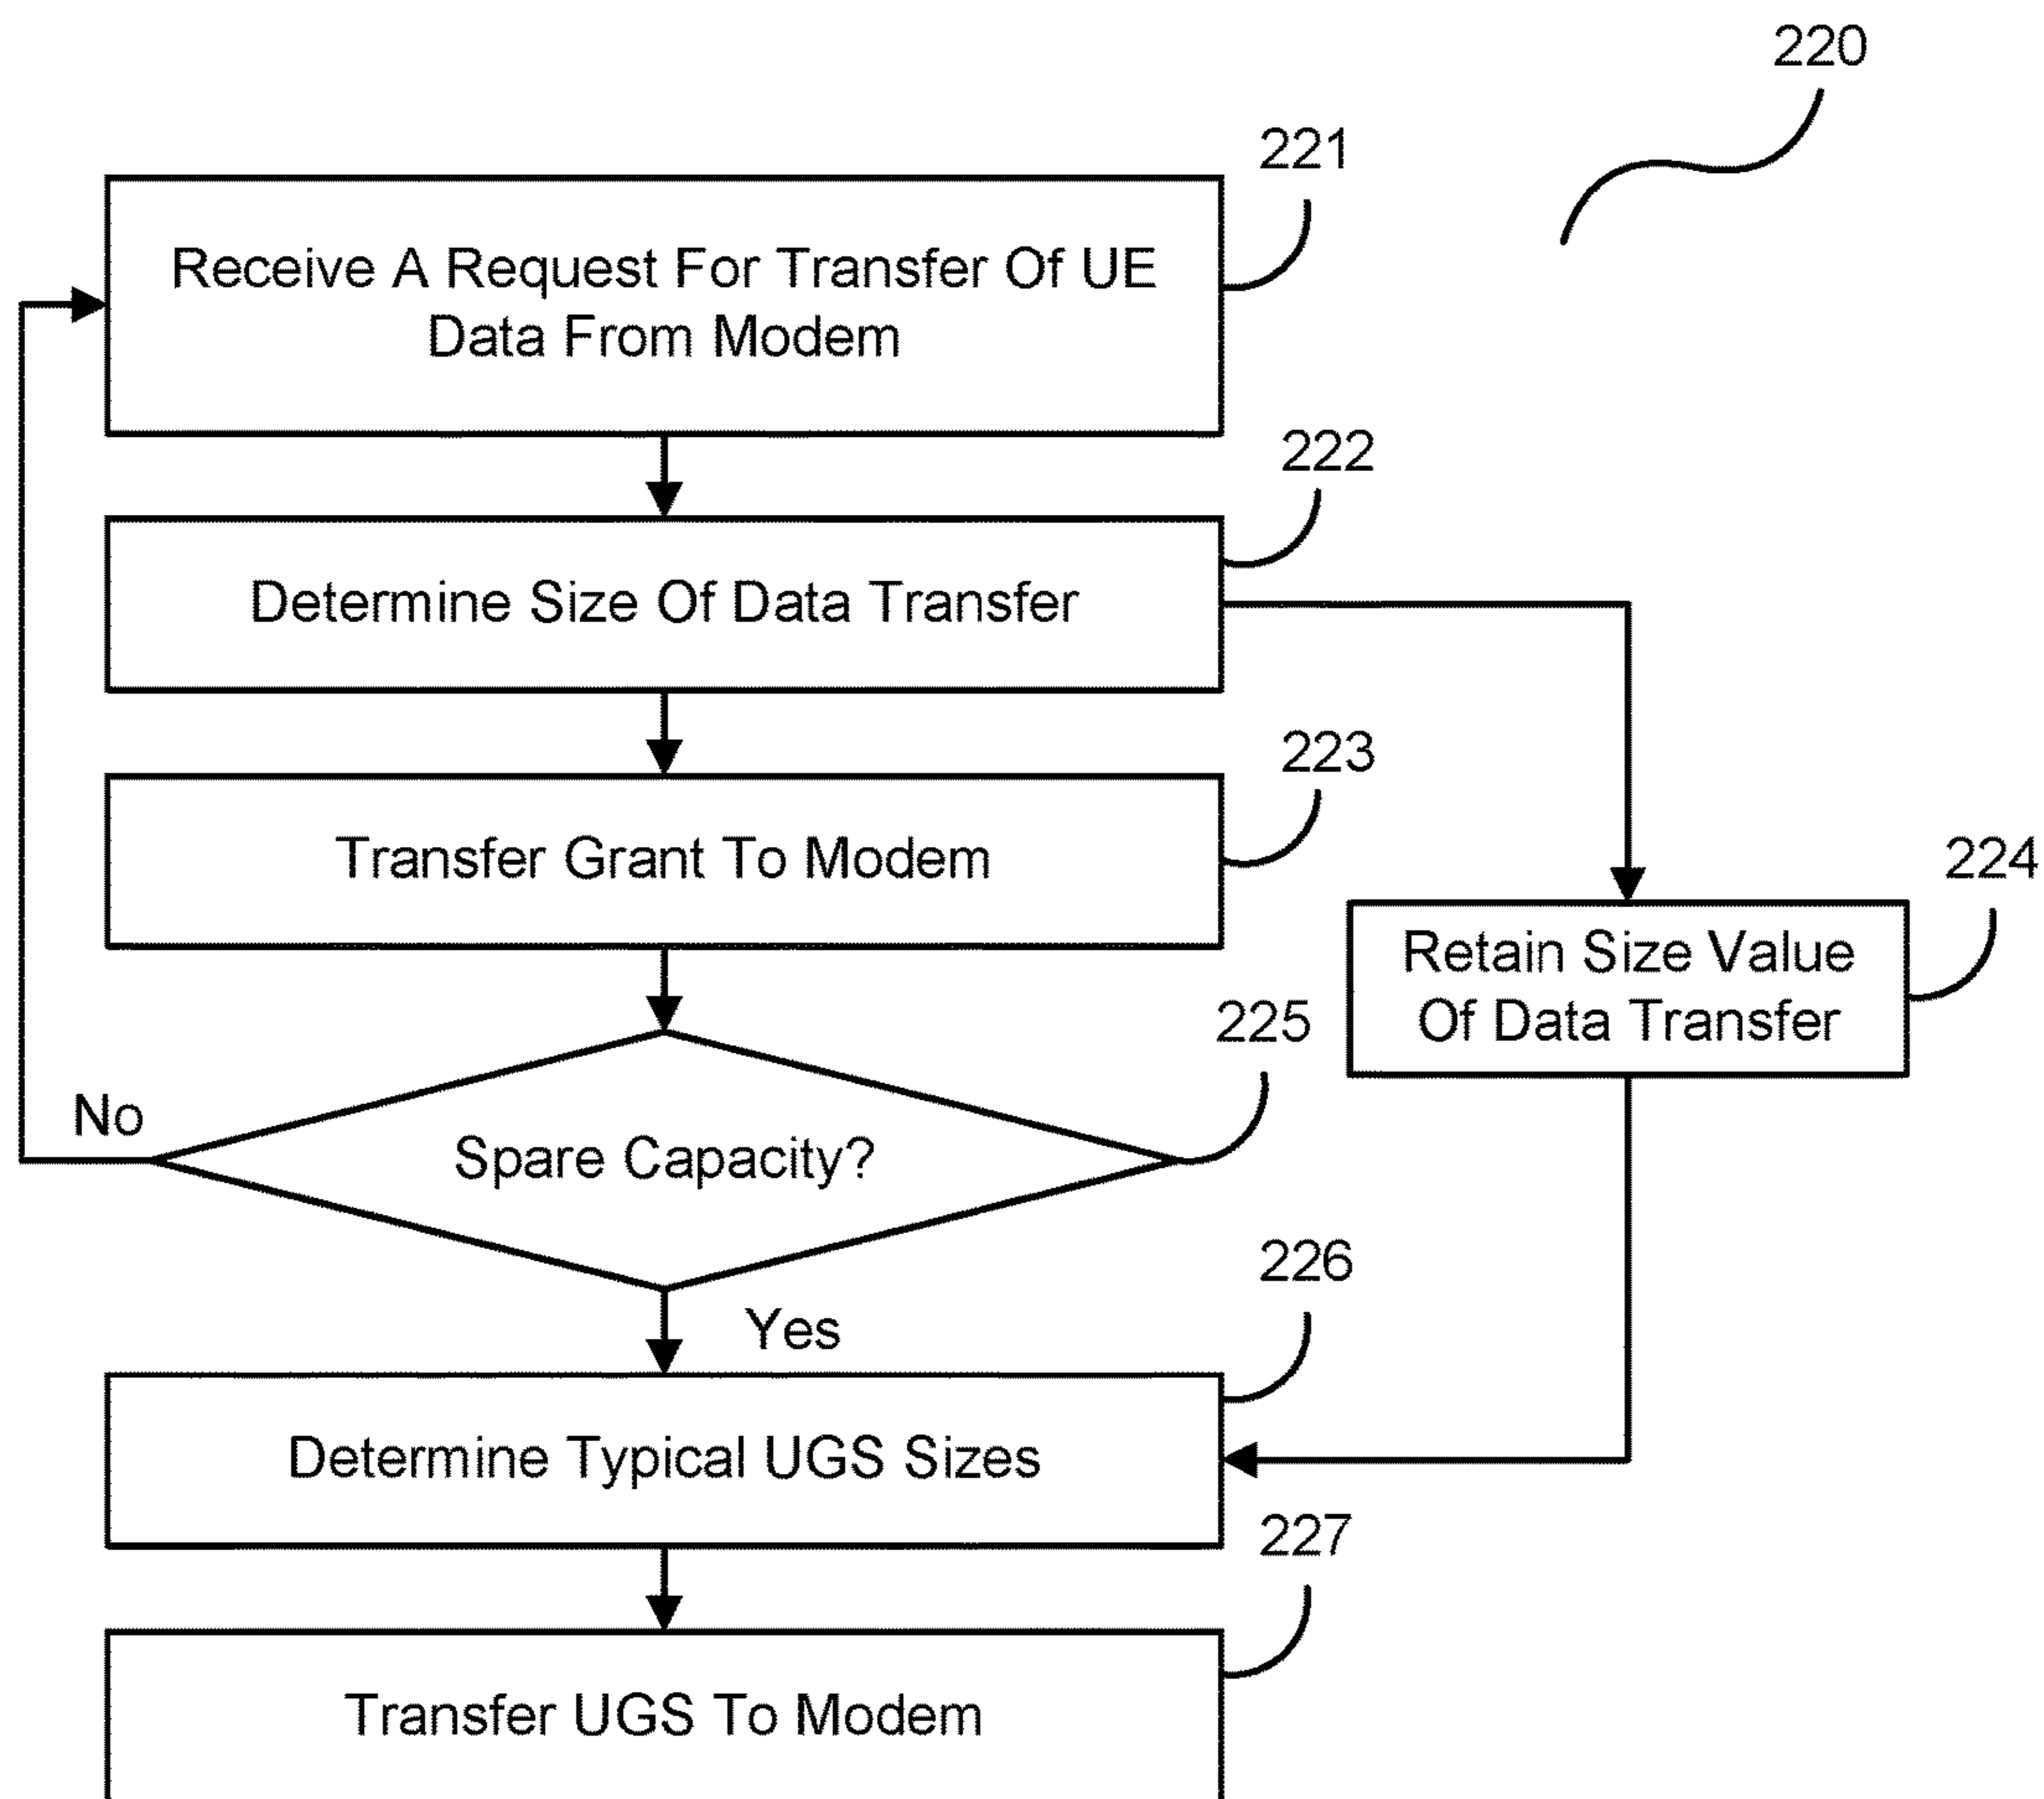 220
221
Receive A Request For Transfer Of UE
Data From Modem
222
Determine Size Of Data Transfer
223
Transfer Grant To Modem
224
Retain Size Value
Of Data Transfer
225
No
Spare Capacity?
Yes
226
Determine Typical UGS Sizes
227
Transfer UGS To Modem